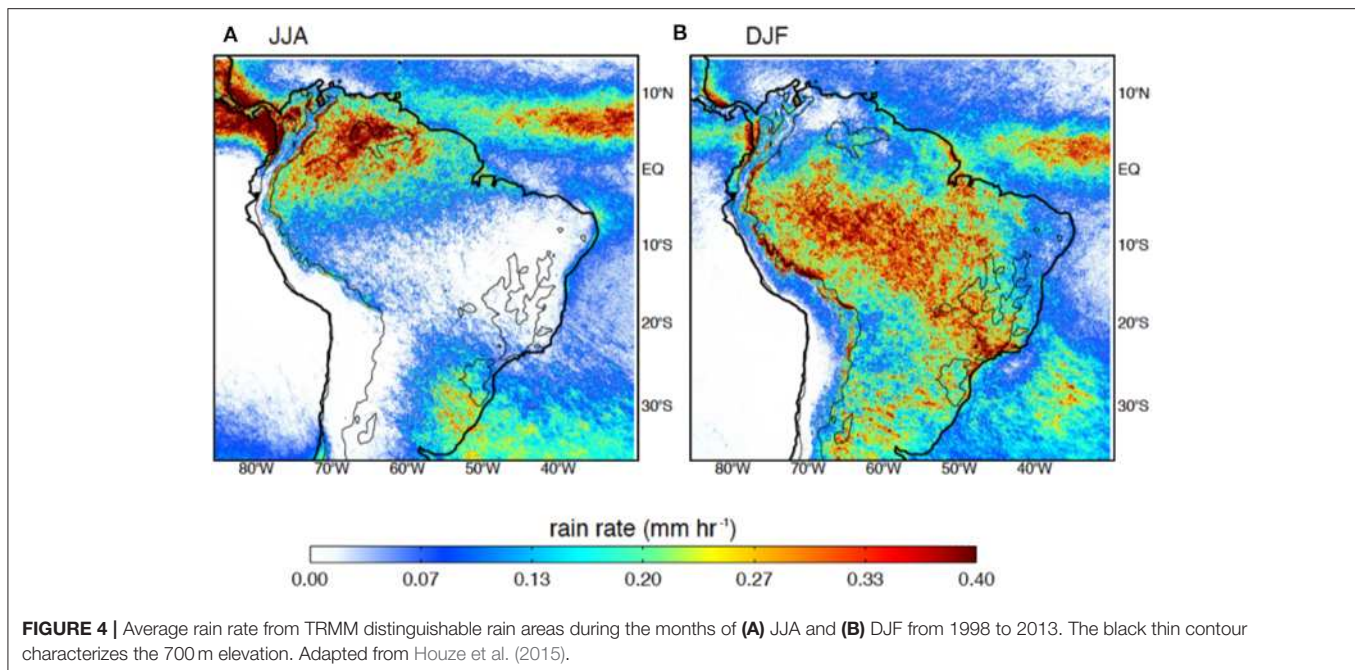 A JJA
B DJF
10°N
EQ
10°S
20°S
30°S
10°N
EQ
10°S
20°S
30°S
80°W 70°W 60°W 50°W 40°W
80°W 70°W 60°W 50°W 40°W
rain rate (mm hr⁻¹)
0.00 0.07 0.13 0.20 0.27 0.33 0.40
FIGURE 4 | Average rain rate from TRMM distinguishable rain areas during the months of (A) JJA and (B) DJF from 1998 to 2013. The black thin contour
characterizes the 700 m elevation. Adapted from Houze et al. (2015).